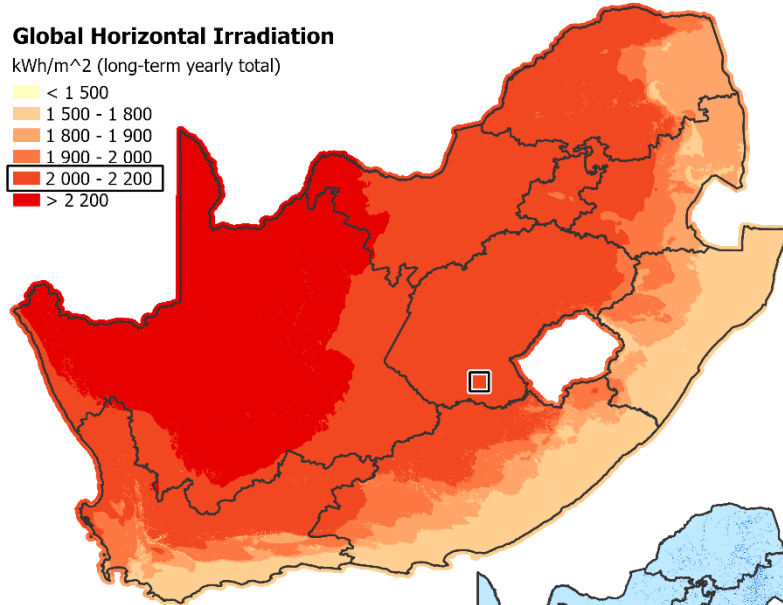 Global Horizontal Irradiation
kWh/m^2 (long-term yearly total)
< 1 500
1 500 - 1 800
1 800 - 1 900
1 900 - 2 000
2 000 - 2 200
> 2 200